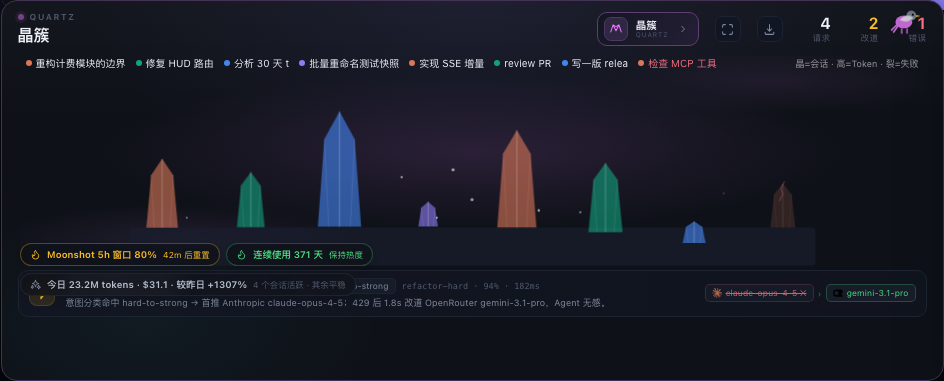 QUARTZ
晶簇
晶簇
QUARTZ
4
请求
2
改道
1
错误
重构计费模块的边界
修复 HUD 路由
分析 30 天 t
批量重命名测试快照
实现 SSE 增量
review PR
写一版 relea
检查 MCP 工具
晶=会话 · 高=Token · 裂=失败
Moonshot 5h 窗口 80% 42m 后重置
连续使用 371 天 保持热度
今日 23.2M tokens · $31.1 · 较昨日 +1307% 4 个会话活跃 · 其余平稳
o-strong refactor-hard · 94% · 182ms
意图分类命中 hard-to-strong → 首推 Anthropic claude-opus-4-5；429 后 1.8s 改道 OpenRouter gemini-3.1-pro，Agent 无感。
claude-opus-4-5 ✕ › gemini-3.1-pro